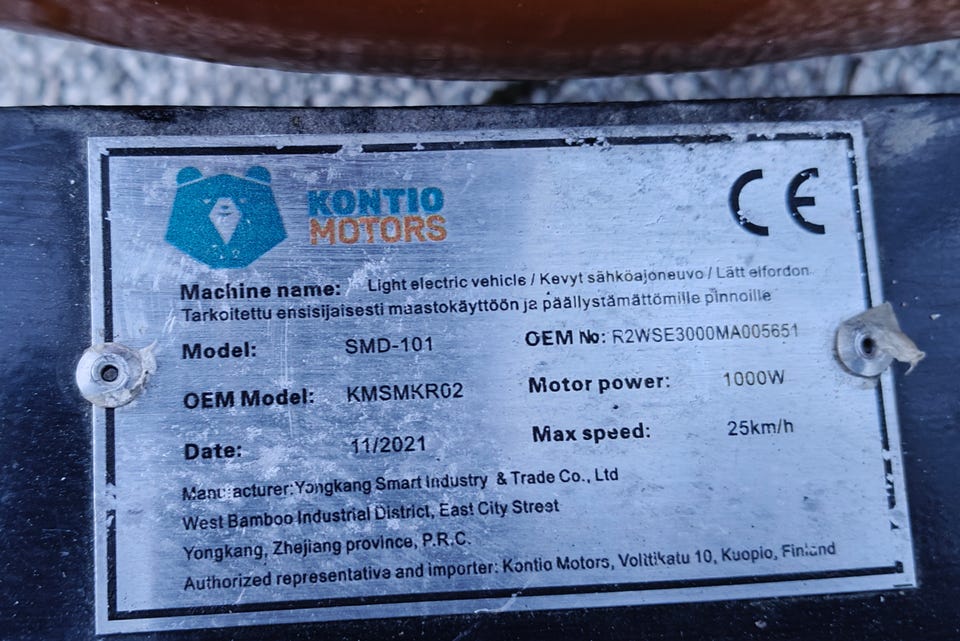 KONTIO
MOTORS
CE
Machine name: Light electric vehicle / Kevyt sähköajoneuvo / Lätt elfordon
Tarkoitettu ensisijaisesti maastokäyttöön ja päällystämättömille pinnoille
Model: SMD-101 OEM No: R2WSE3000MA005651
OEM Model: KMSMKR02 Motor power: 1000W
Date: 11/2021 Max speed: 25km/h
Manufacturer:Yongkang Smart Industry & Trade Co., Ltd
West Bamboo Industrial District, East City Street
Yongkang, Zhejiang province, P.R.C.
Authorized representative and importer: Kontio Motors, Volttikatu 10, Kuopio, Finland